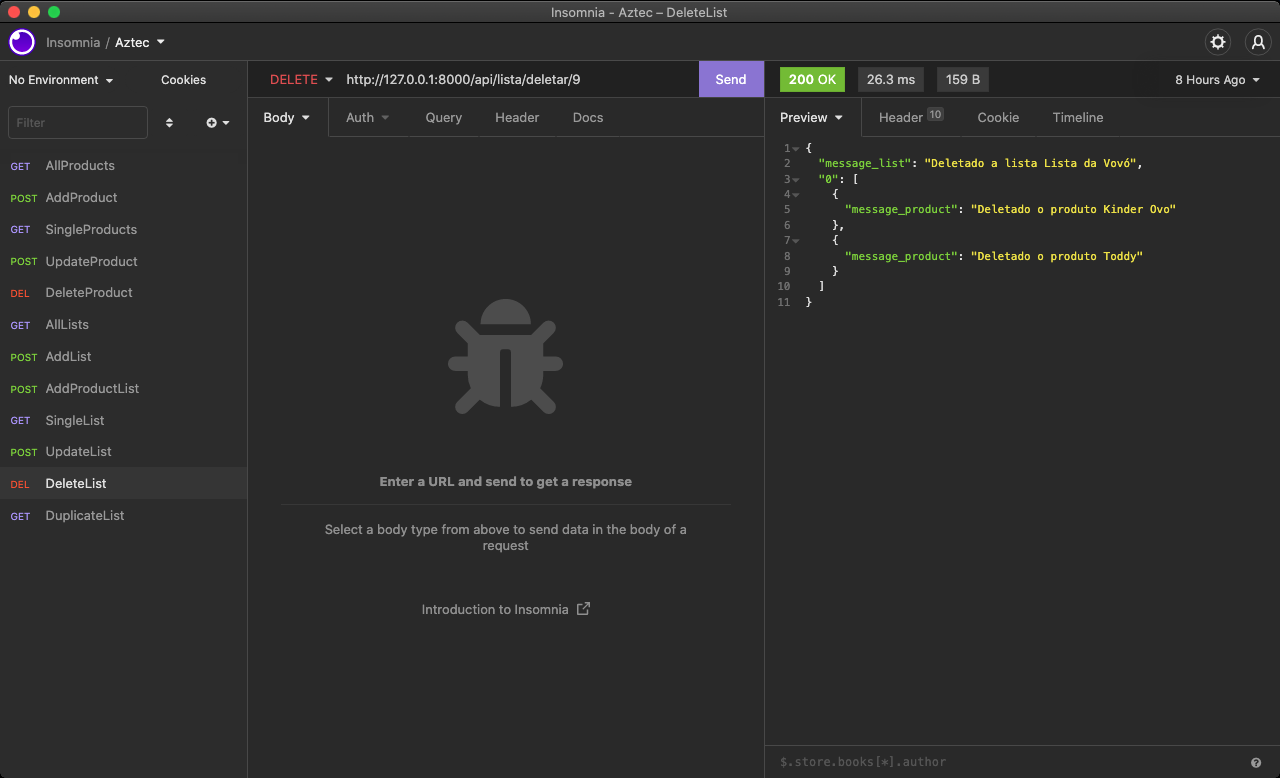 Insomnia - Aztec – DeleteList
Insomnia / Aztec
No Environment
Cookies
Filter
GET AllProducts
POST AddProduct
GET SingleProducts
POST UpdateProduct
DEL DeleteProduct
GET AllLists
POST AddList
POST AddProductList
GET SingleList
POST UpdateList
DEL DeleteList
GET DuplicateList
DELETE http://127.0.0.1:8000/api/lista/deletar/9 Send
Body Auth Query Header Docs
Enter a URL and send to get a response
Select a body type from above to send data in the body of a
request
Introduction to Insomnia
200 OK 26.3 ms 159 B 8 Hours Ago
Preview Header 10 Cookie Timeline
1 {
2 "message_list": "Deletado a lista Lista da Vovó",
3 "0": [
4 {
5 "message_product": "Deletado o produto Kinder Ovo"
6 },
7 {
8 "message_product": "Deletado o produto Toddy"
9 }
10 ]
11 }
$.store.books[*].author
?